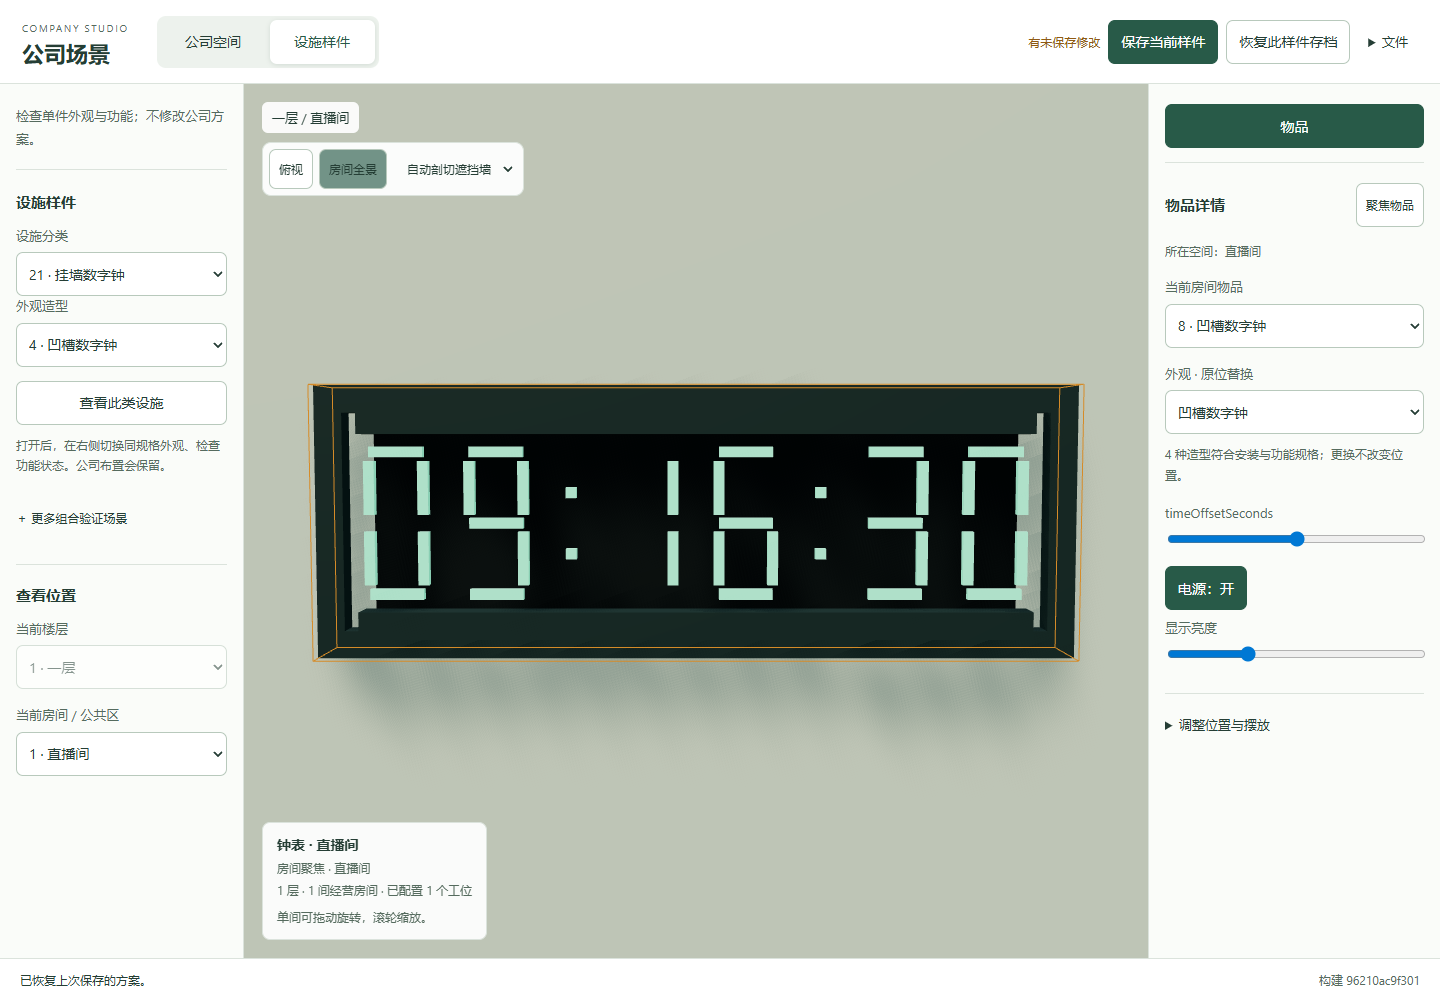 COMPANY STUDIO
公司场景
公司空间
设施样件
有未保存修改
保存当前样件
恢复此样件存档
▶ 文件
检查单件外观与功能；不修改公司方案。
设施样件
设施分类
21 · 挂墙数字钟
外观造型
4 · 凹槽数字钟
查看此类设施
打开后，在右侧切换同规格外观、检查
功能状态。公司布置会保留。
+ 更多组合验证场景
查看位置
当前楼层
1 · 一层
当前房间 / 公共区
1 · 直播间
一层 / 直播间
俯视
房间全景
自动剖切遮挡墙
09:16:30
钟表 · 直播间
房间聚焦 · 直播间
1 层 · 1 间经营房间 · 已配置 1 个工位
单间可拖动旋转，滚轮缩放。
物品
物品详情
聚焦物品
所在空间：直播间
当前房间物品
8 · 凹槽数字钟
外观 · 原位替换
凹槽数字钟
4 种造型符合安装与功能规格；更换不改变位
置。
timeOffsetSeconds
电源：开
显示亮度
▶ 调整位置与摆放
已恢复上次保存的方案。
构建 96210ac9f301